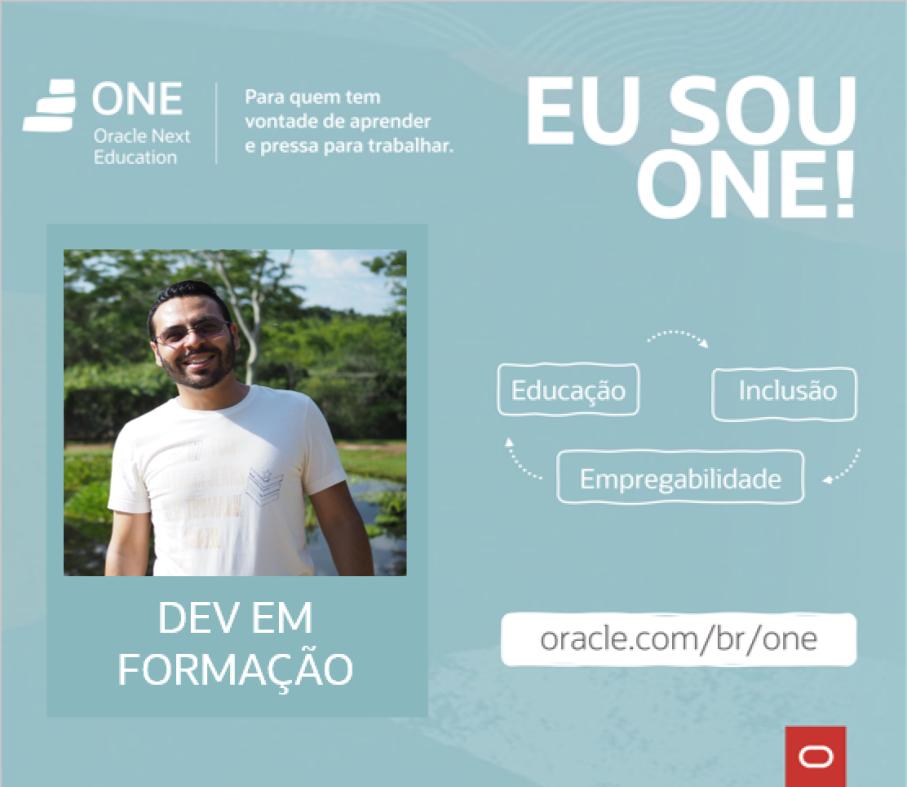 ONE
Oracle Next
Education
Para quem tem
vontade de aprender
e pressa para trabalhar.
EU SOU
ONE!
Educação
Inclusão
Empregabilidade
DEV EM
FORMAÇÃO
oracle.com/br/one